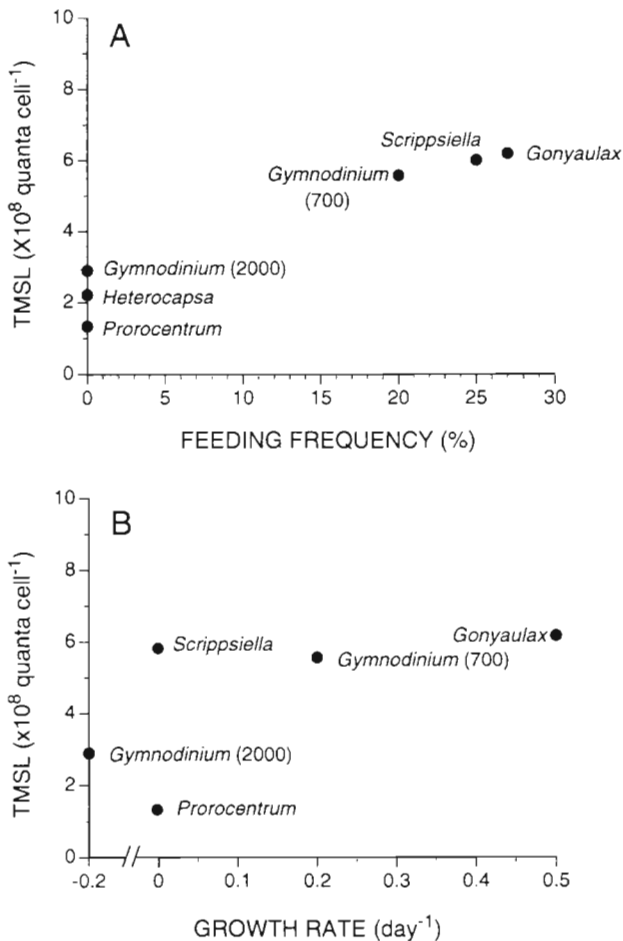 A
TMSL (X10⁸ quanta cell⁻¹)
10
8
6
4
2
0
Scrippsiella
Gonyaulax
Gymnodinium
(700)
Gymnodinium (2000)
Heterocapsa
Prorocentrum
0 5 10 15 20 25 30
FEEDING FREQUENCY (%)
B
TMSL (x10⁸ quanta cell⁻¹)
10
8
6
4
2
0
Scrippsiella
Gonyaulax
Gymnodinium (700)
Gymnodinium (2000)
Prorocentrum
-0.2 0 0.1 0.2 0.3 0.4 0.5
GROWTH RATE (day⁻¹)